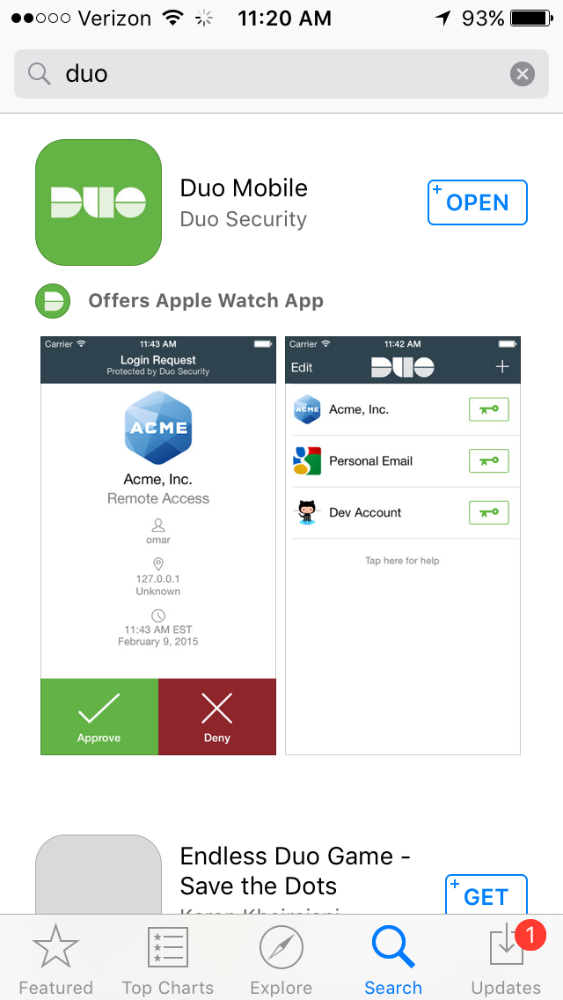 Verizon 11:20 AM 93%
duo
DUO
Duo Mobile
Duo Security
+ OPEN
D
Offers Apple Watch App
Carrier 11:43 AM
Login Request
Protected by Duo Security
ACME
Acme, Inc.
Remote Access
omar
127.0.0.1
Unknown
11:43 AM EST
February 9, 2015
Approve
Deny
Carrier 11:42 AM
Edit DUO +
ACME Acme, Inc.
Personal Email
Dev Account
Tap here for help
Endless Duo Game -
Save the Dots
+ GET
1
Featured Top Charts Explore Search Updates